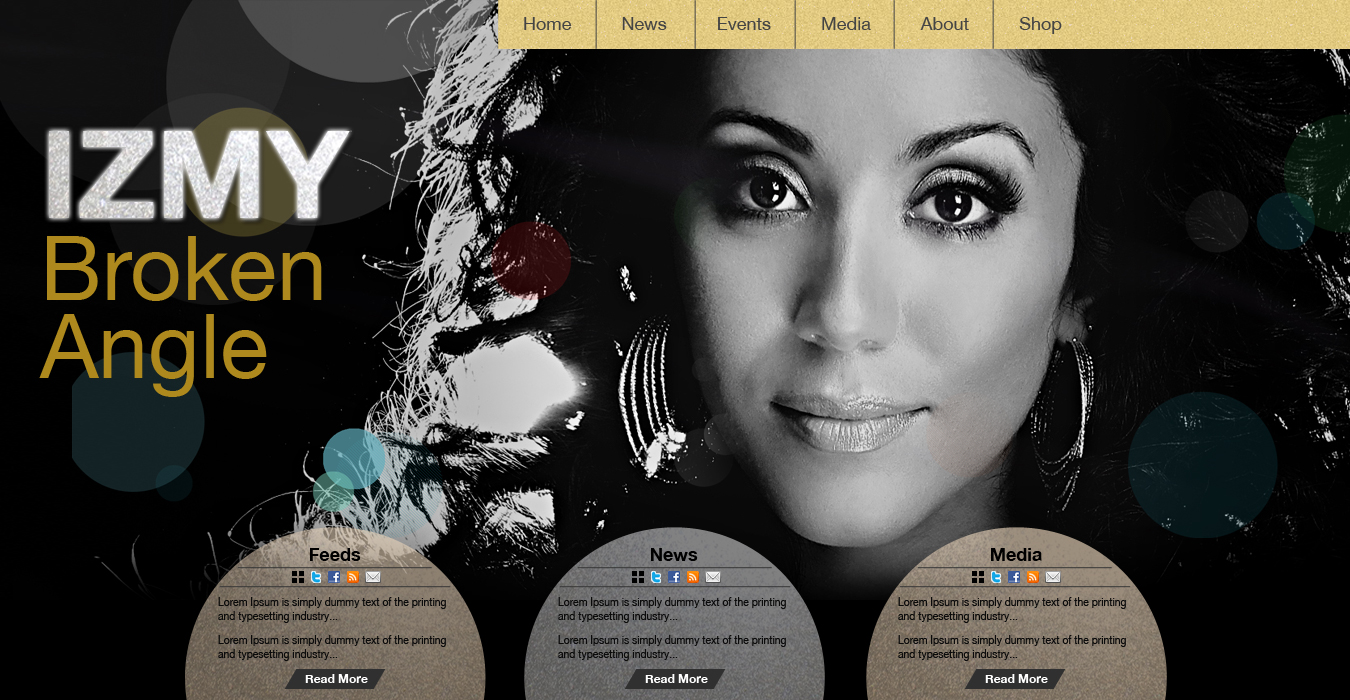 Home News Events Media About Shop
IZMY
Broken
Angle
Feeds
Lorem Ipsum is simply dummy text of the printing
and typesetting industry...
Lorem Ipsum is simply dummy text of the printing
and typesetting industry...
Read More
News
Lorem Ipsum is simply dummy text of the printing
and typesetting industry...
Lorem Ipsum is simply dummy text of the printing
and typesetting industry...
Read More
Media
Lorem Ipsum is simply dummy text of the printing
and typesetting industry...
Lorem Ipsum is simply dummy text of the printing
and typesetting industry...
Read More